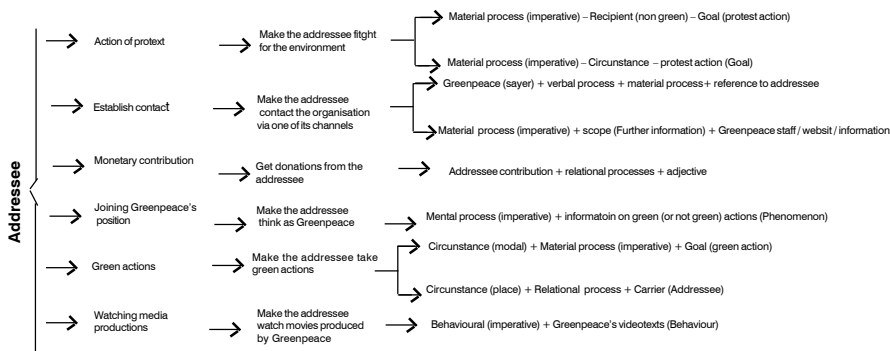 Addressee
Action of protext
Make the addressee fitght
for the environment
Material process (imperative) – Recipient (non green) – Goal (protest action)
Material process (imperative) – Circumstance – protest action (Goal)
Establish contact
Make the addressee
contact the organisation
via one of its channels
Greenpeace (sayer) + verbal process + material process+ reference to addressee
Material process (imperative) + scope (Further information) + Greenpeace staff / websit / information
Monetary contribution
Get donations from the
addressee
Addressee contribution + relational processes + adjective
Joining Greenpeace's
position
Make the addressee
think as Greenpeace
Mental process (imperative) + informatoin on green (or not green) actions (Phenomenon)
Green actions
Make the addressee take
green actions
Circumstance (modal) + Material process (imperative) + Goal (green action)
Circumstance (place) + Relational process + Carrier (Addressee)
Watching media
productions
Make the addressee
watch movies produced
by Greenpeace
Behavioural (imperative) + Greenpeace's videotexts (Behaviour)